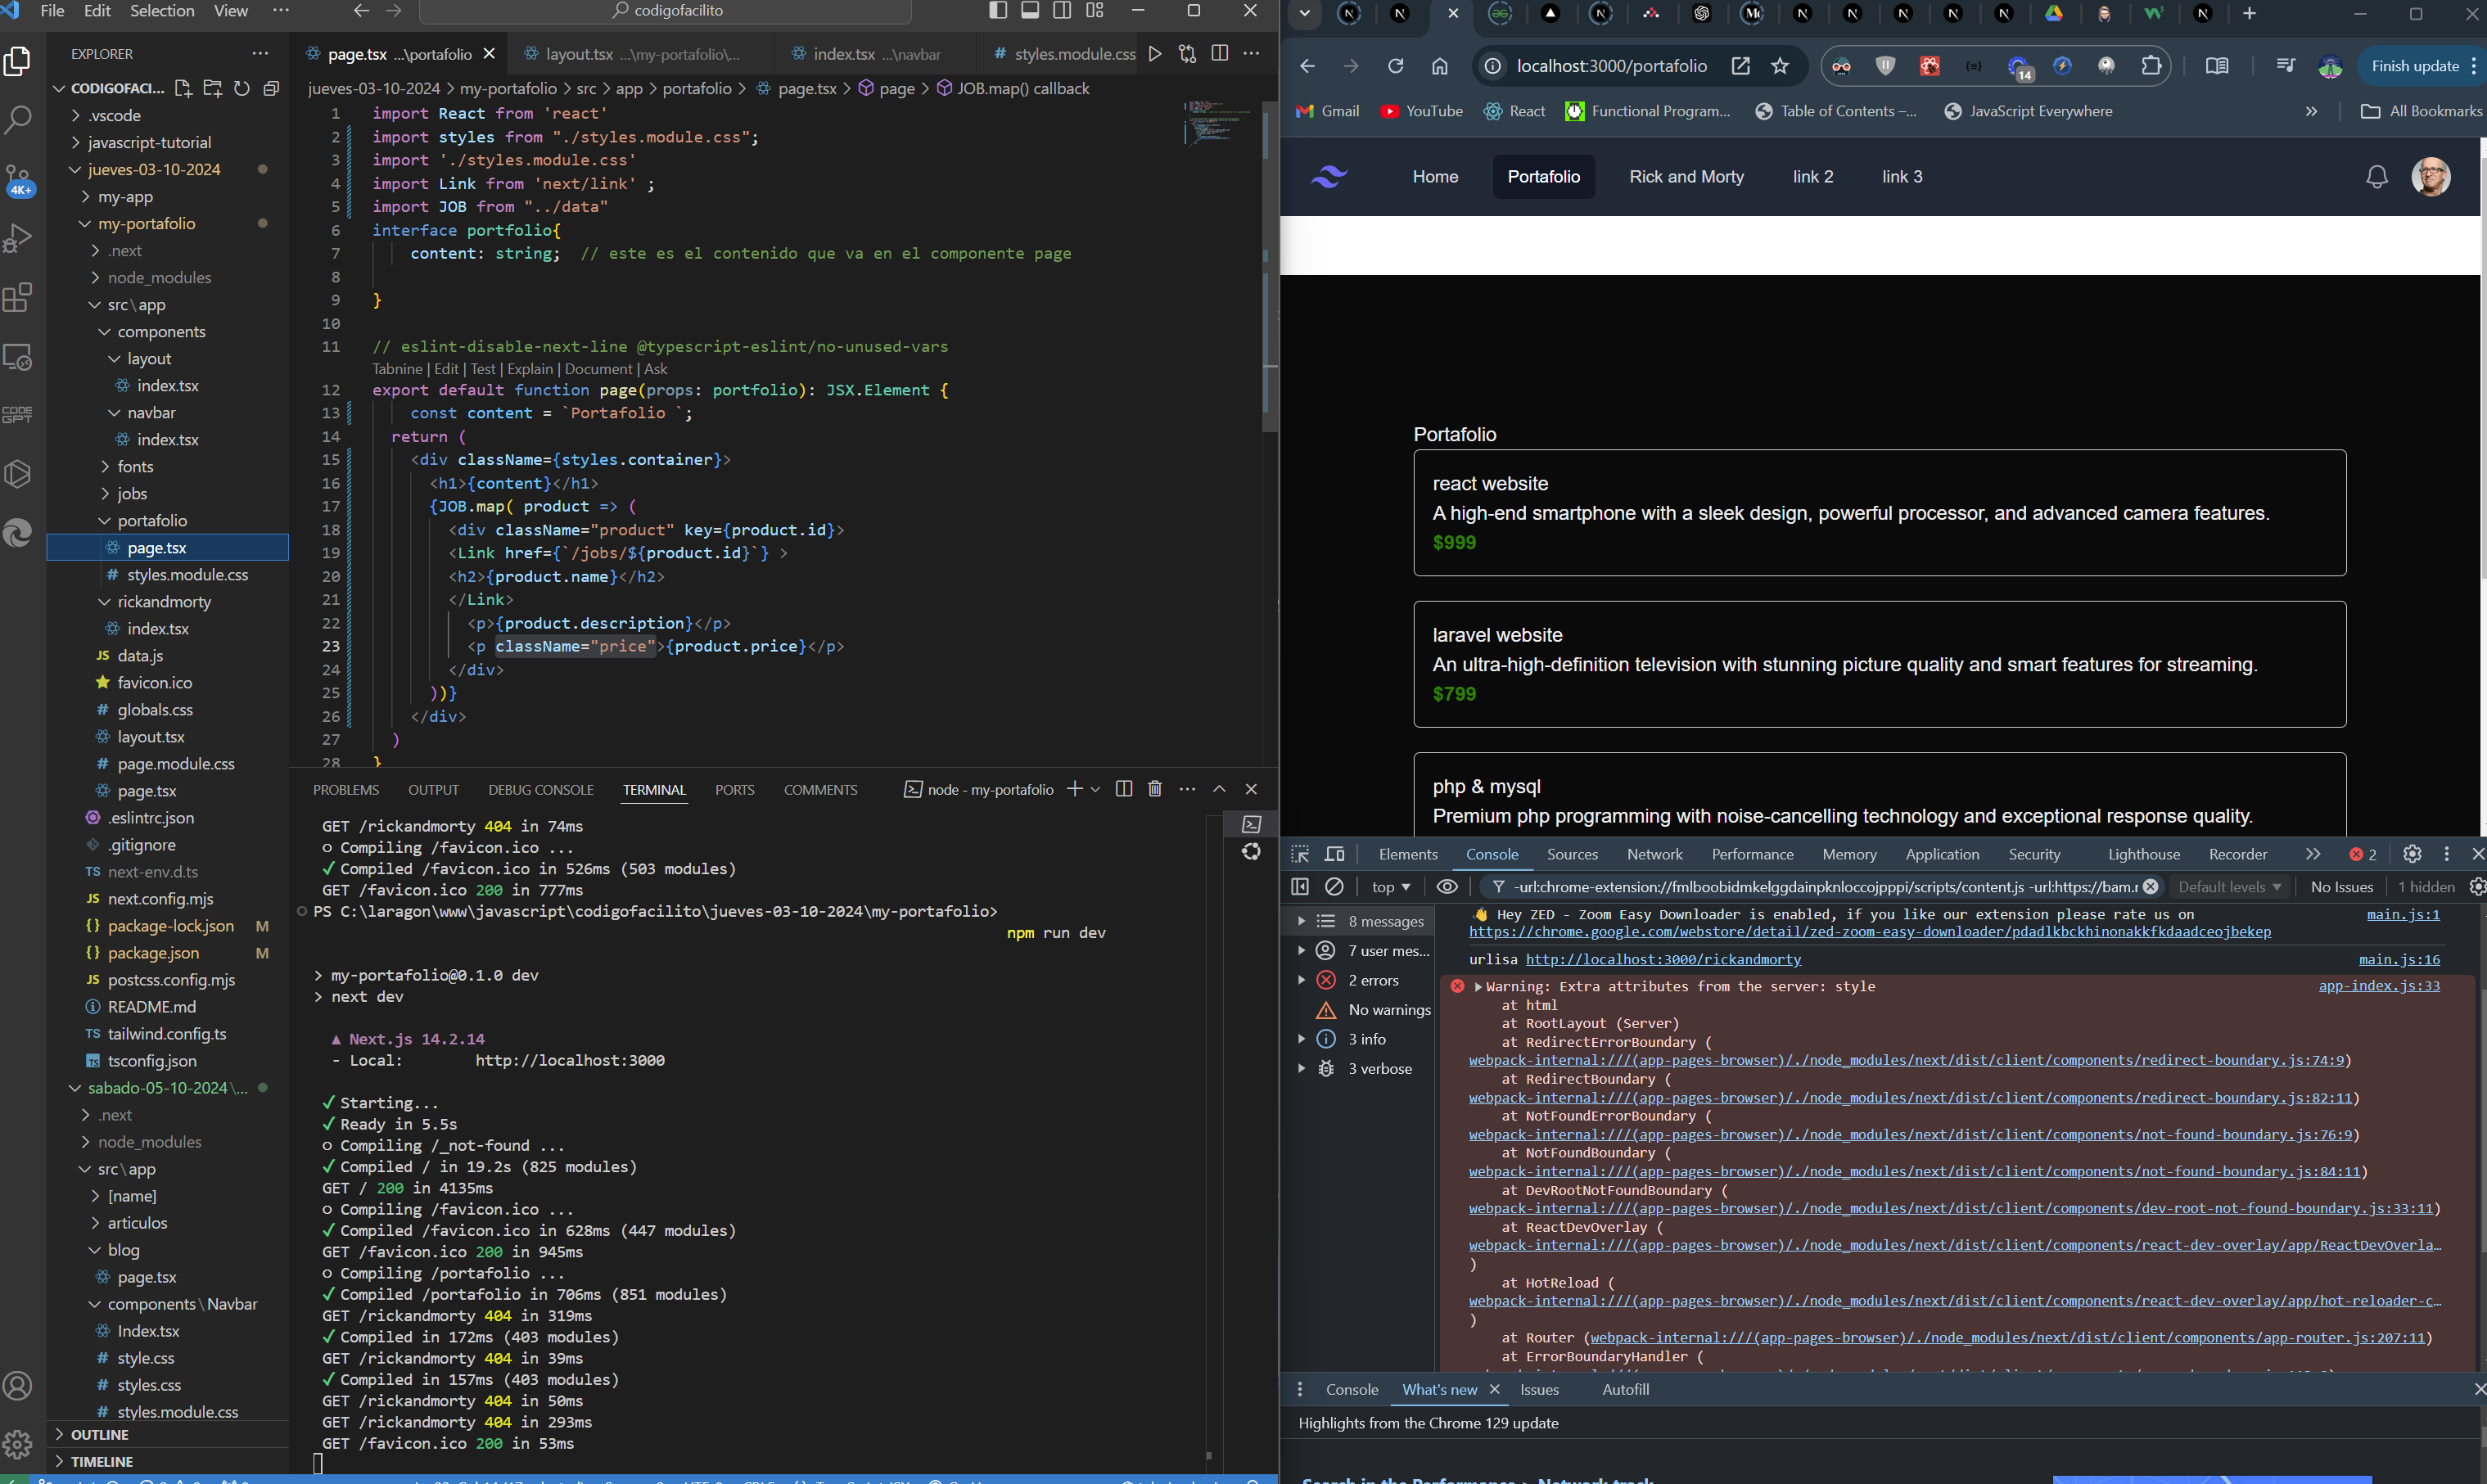 File Edit Selection View ··· codigofacilito
EXPLORER
CODIGOFACI...
.vscode
javascript-tutorial
jueves-03-10-2024
4K+
my-app
my-portafolio
.next
node_modules
src\app
components
layout
index.tsx
navbar
index.tsx
fonts
jobs
portafolio
page.tsx
# styles.module.css
rickandmorty
index.tsx
JS data.js
favicon.ico
# globals.css
layout.tsx
# page.module.css
page.tsx
.eslintrc.json
.gitignore
TS next-env.d.ts
JS next.config.mjs
{} package-lock.json M
{} package.json M
JS postcss.config.mjs
README.md
TS tailwind.config.ts
tsconfig.json
sabado-05-10-2024\...
.next
node_modules
src\app
[name]
articulos
blog
page.tsx
components\Navbar
Index.tsx
# style.css
# styles.css
# styles.module.css
OUTLINE
TIMELINE
CODE
GPT
page.tsx ...\portafolio layout.tsx ...\my-portafolio\... index.tsx ...\navbar # styles.module.css
jueves-03-10-2024 > my-portafolio > src > app > portafolio > page.tsx > page > JOB.map() callback
1 import React from 'react'
2 import styles from "./styles.module.css";
3 import './styles.module.css'
4 import Link from 'next/link' ;
5 import JOB from "../data"
6 interface portfolio{
7 content: string; // este es el contenido que va en el componente page
8
9 }
10
11 // eslint-disable-next-line @typescript-eslint/no-unused-vars
Tabnine | Edit | Test | Explain | Document | Ask
12 export default function page(props: portfolio): JSX.Element {
13 const content = `Portafolio `;
14 return (
15 <div className={styles.container}>
16 <h1>{content}</h1>
17 {JOB.map( product => (
18 <div className="product" key={product.id}>
19 <Link href={`/jobs/${product.id}`} >
20 <h2>{product.name}</h2>
21 </Link>
22 <p>{product.description}</p>
23 <p className="price">{product.price}</p>
24 </div>
25 ))}
26 </div>
27 )
28 }
PROBLEMS OUTPUT DEBUG CONSOLE TERMINAL PORTS COMMENTS node - my-portafolio
GET /rickandmorty 404 in 74ms
o Compiling /favicon.ico ...
✓ Compiled /favicon.ico in 526ms (503 modules)
GET /favicon.ico 200 in 777ms
PS C:\laragon\www\javascript\codigofacilito\jueves-03-10-2024\my-portafolio>
npm run dev
> my-portafolio@0.1.0 dev
> next dev
▲ Next.js 14.2.14
- Local: http://localhost:3000
✓ Starting...
✓ Ready in 5.5s
o Compiling /_not-found ...
✓ Compiled / in 19.2s (825 modules)
GET / 200 in 4135ms
o Compiling /favicon.ico ...
✓ Compiled /favicon.ico in 628ms (447 modules)
GET /favicon.ico 200 in 945ms
o Compiling /portafolio ...
✓ Compiled /portafolio in 706ms (851 modules)
GET /rickandmorty 404 in 319ms
✓ Compiled in 172ms (403 modules)
GET /rickandmorty 404 in 39ms
✓ Compiled in 157ms (403 modules)
GET /rickandmorty 404 in 50ms
GET /rickandmorty 404 in 293ms
GET /favicon.ico 200 in 53ms
localhost:3000/portafolio 14 Finish update
Gmail YouTube React Functional Program... Table of Contents –... JavaScript Everywhere » All Bookmarks
Home Portafolio Rick and Morty link 2 link 3
Portafolio
react website
A high-end smartphone with a sleek design, powerful processor, and advanced camera features.
$999
laravel website
An ultra-high-definition television with stunning picture quality and smart features for streaming.
$799
php & mysql
Premium php programming with noise-cancelling technology and exceptional response quality.
Elements Console Sources Network Performance Memory Application Security Lighthouse Recorder » 2
top ▼ -url:chrome-extension://fmlboobidmkelggdainpknloccojpppi/scripts/content.js -url:https://bam.r Default levels ▼ No Issues 1 hidden
8 messages
7 user mes...
2 errors
No warnings
3 info
3 verbose
👋 Hey ZED - Zoom Easy Downloader is enabled, if you like our extension please rate us on main.js:1
https://chrome.google.com/webstore/detail/zed-zoom-easy-downloader/pdadlkbckhinonakkfkdaadceojbekep
urlisa http://localhost:3000/rickandmorty main.js:16
▶Warning: Extra attributes from the server: style app-index.js:33
at html
at RootLayout (Server)
at RedirectErrorBoundary (
webpack-internal:///(app-pages-browser)/./node_modules/next/dist/client/components/redirect-boundary.js:74:9)
at RedirectBoundary (
webpack-internal:///(app-pages-browser)/./node_modules/next/dist/client/components/redirect-boundary.js:82:11)
at NotFoundErrorBoundary (
webpack-internal:///(app-pages-browser)/./node_modules/next/dist/client/components/not-found-boundary.js:76:9)
at NotFoundBoundary (
webpack-internal:///(app-pages-browser)/./node_modules/next/dist/client/components/not-found-boundary.js:84:11)
at DevRootNotFoundBoundary (
webpack-internal:///(app-pages-browser)/./node_modules/next/dist/client/components/dev-root-not-found-boundary.js:33:11)
at ReactDevOverlay (
webpack-internal:///(app-pages-browser)/./node_modules/next/dist/client/components/react-dev-overlay/app/ReactDevOverla…
)
at HotReload (
webpack-internal:///(app-pages-browser)/./node_modules/next/dist/client/components/react-dev-overlay/app/hot-reloader-c…
)
at Router (webpack-internal:///(app-pages-browser)/./node_modules/next/dist/client/components/app-router.js:207:11)
at ErrorBoundaryHandler (
Console What's new Issues Autofill
Highlights from the Chrome 129 update